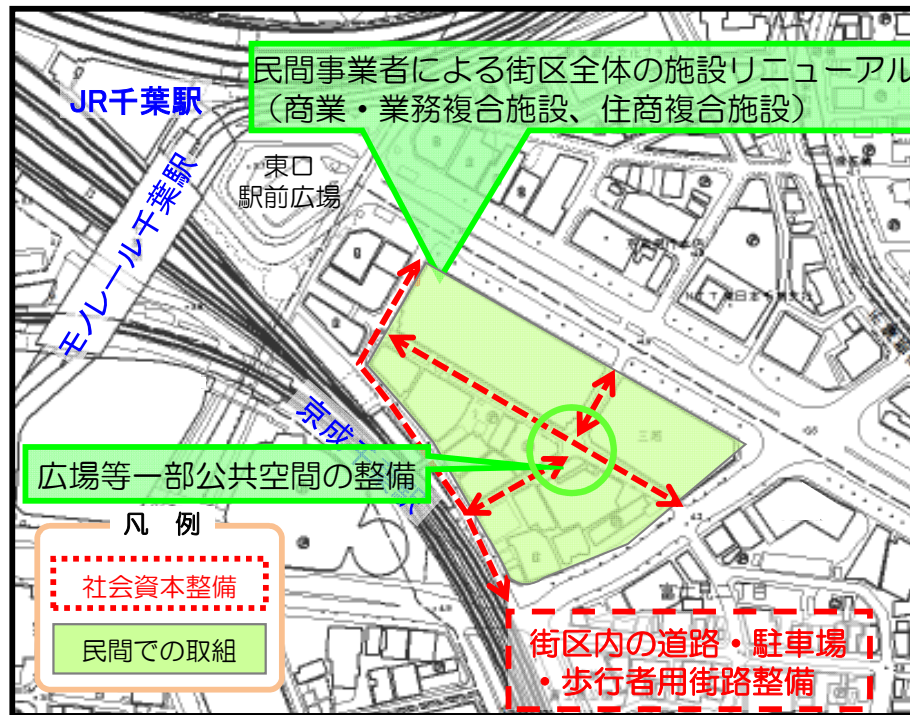 民間事業者による街区全体の施設リニューアル
（商業・業務複合施設、住商複合施設）
JR千葉駅
東口
駅前広場
モノレール千葉駅
京成千
広場等一部公共空間の整備
凡 例
社会資本整備
民間での取組
三越
富士見二丁目
街区内の道路・駐車場
・歩行者用街路整備